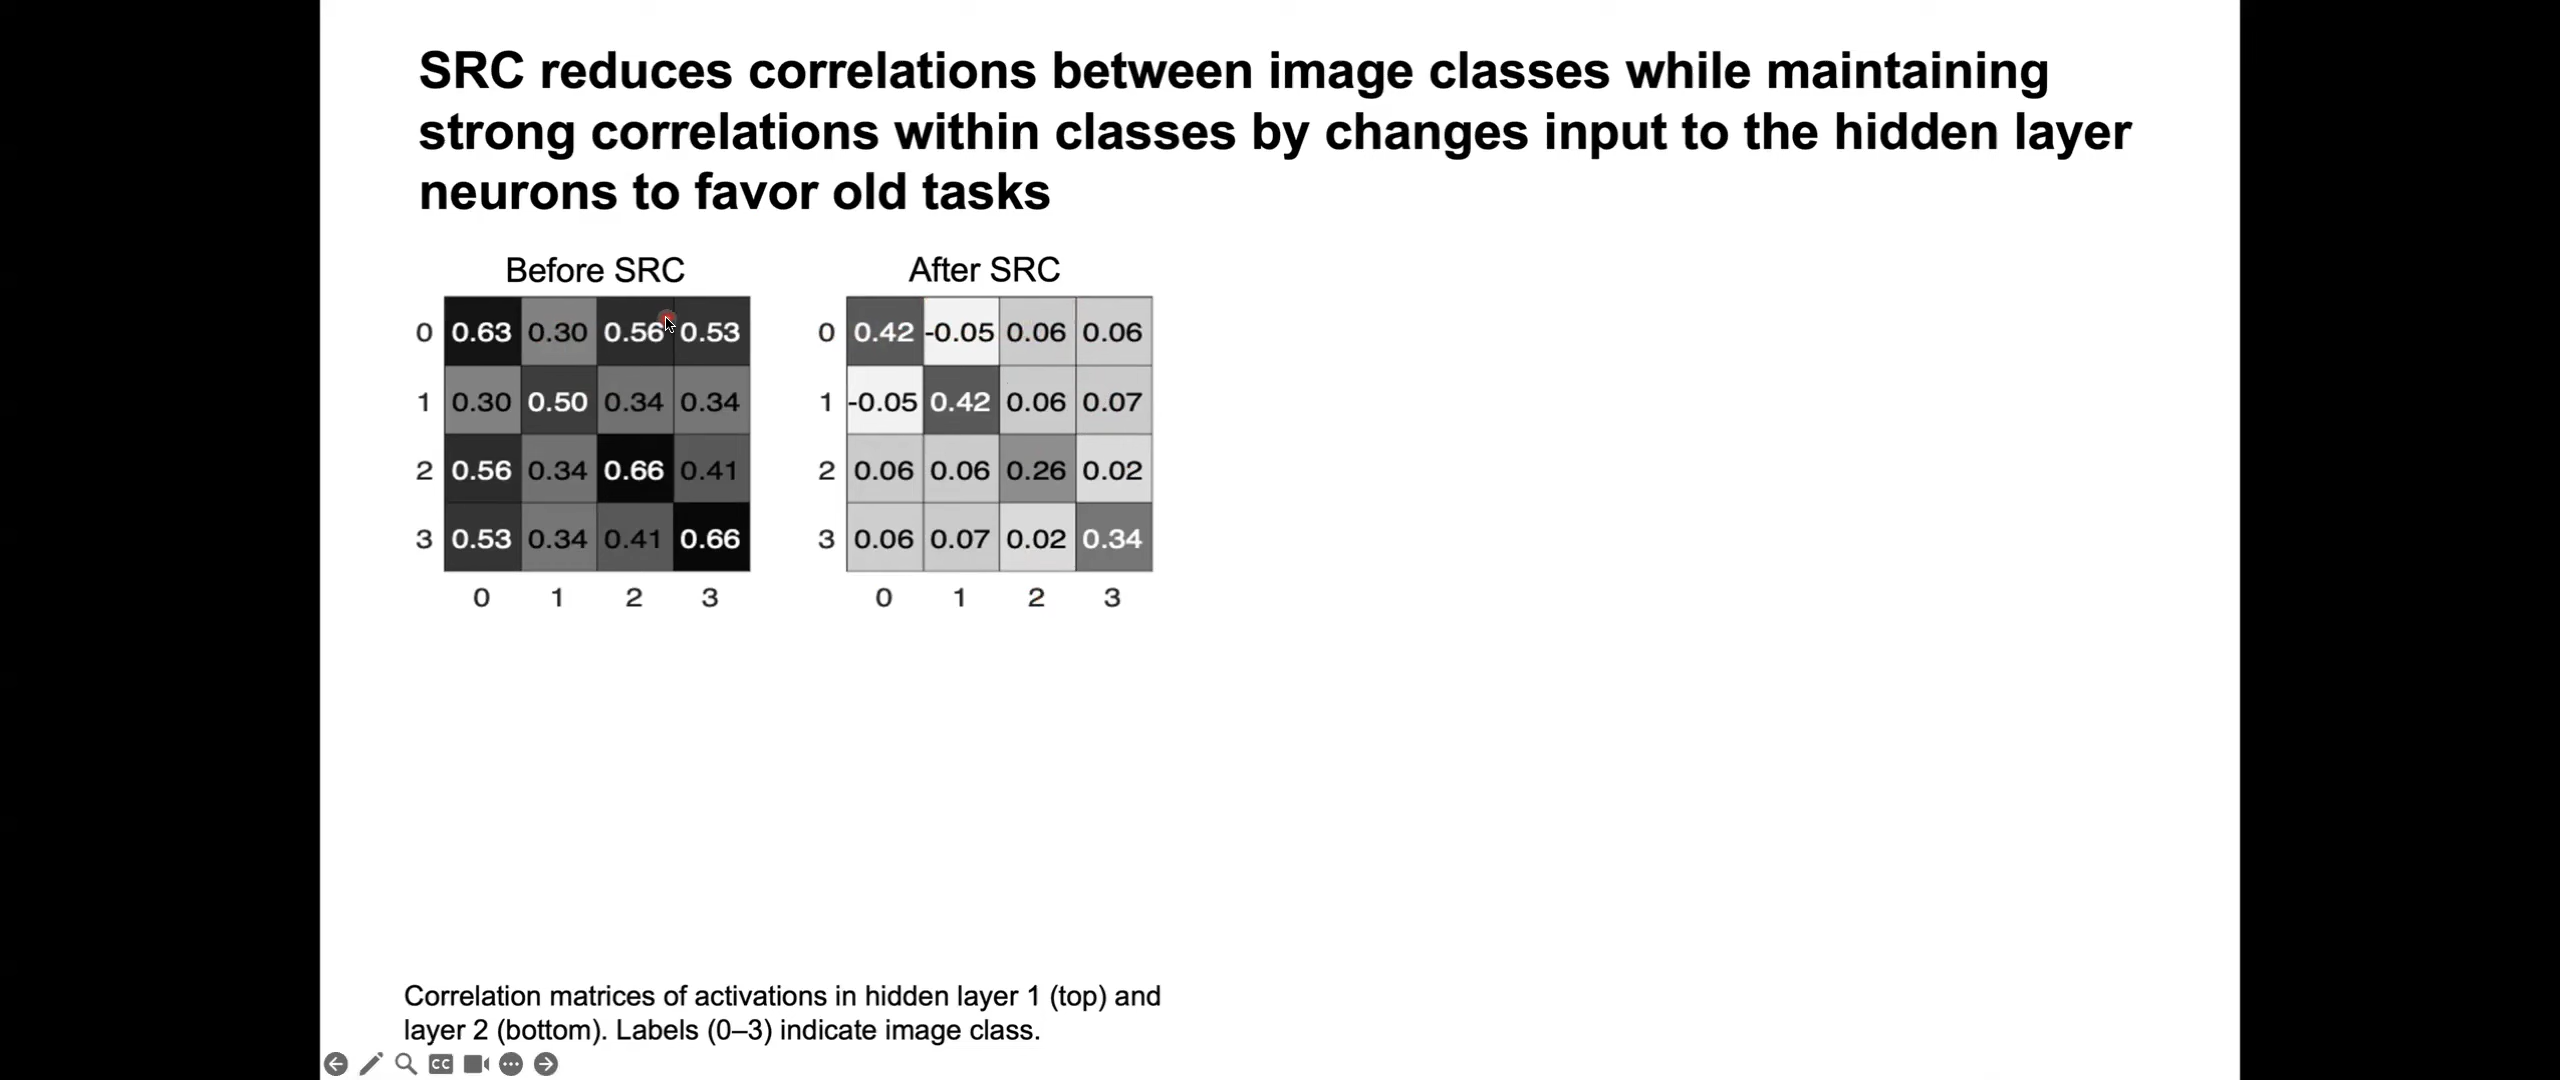 SRC reduces correlations between image classes while maintaining
strong correlations within classes by changes input to the hidden layer
neurons to favor old tasks
Before SRC
0 0.63 0.30 0.56 0.53
1 0.30 0.50 0.34 0.34
2 0.56 0.34 0.66 0.41
3 0.53 0.34 0.41 0.66
0 1 2 3
After SRC
0 0.42 -0.05 0.06 0.06
1 -0.05 0.42 0.06 0.07
2 0.06 0.06 0.26 0.02
3 0.06 0.07 0.02 0.34
0 1 2 3
Correlation matrices of activations in hidden layer 1 (top) and
layer 2 (bottom). Labels (0–3) indicate image class.
CC